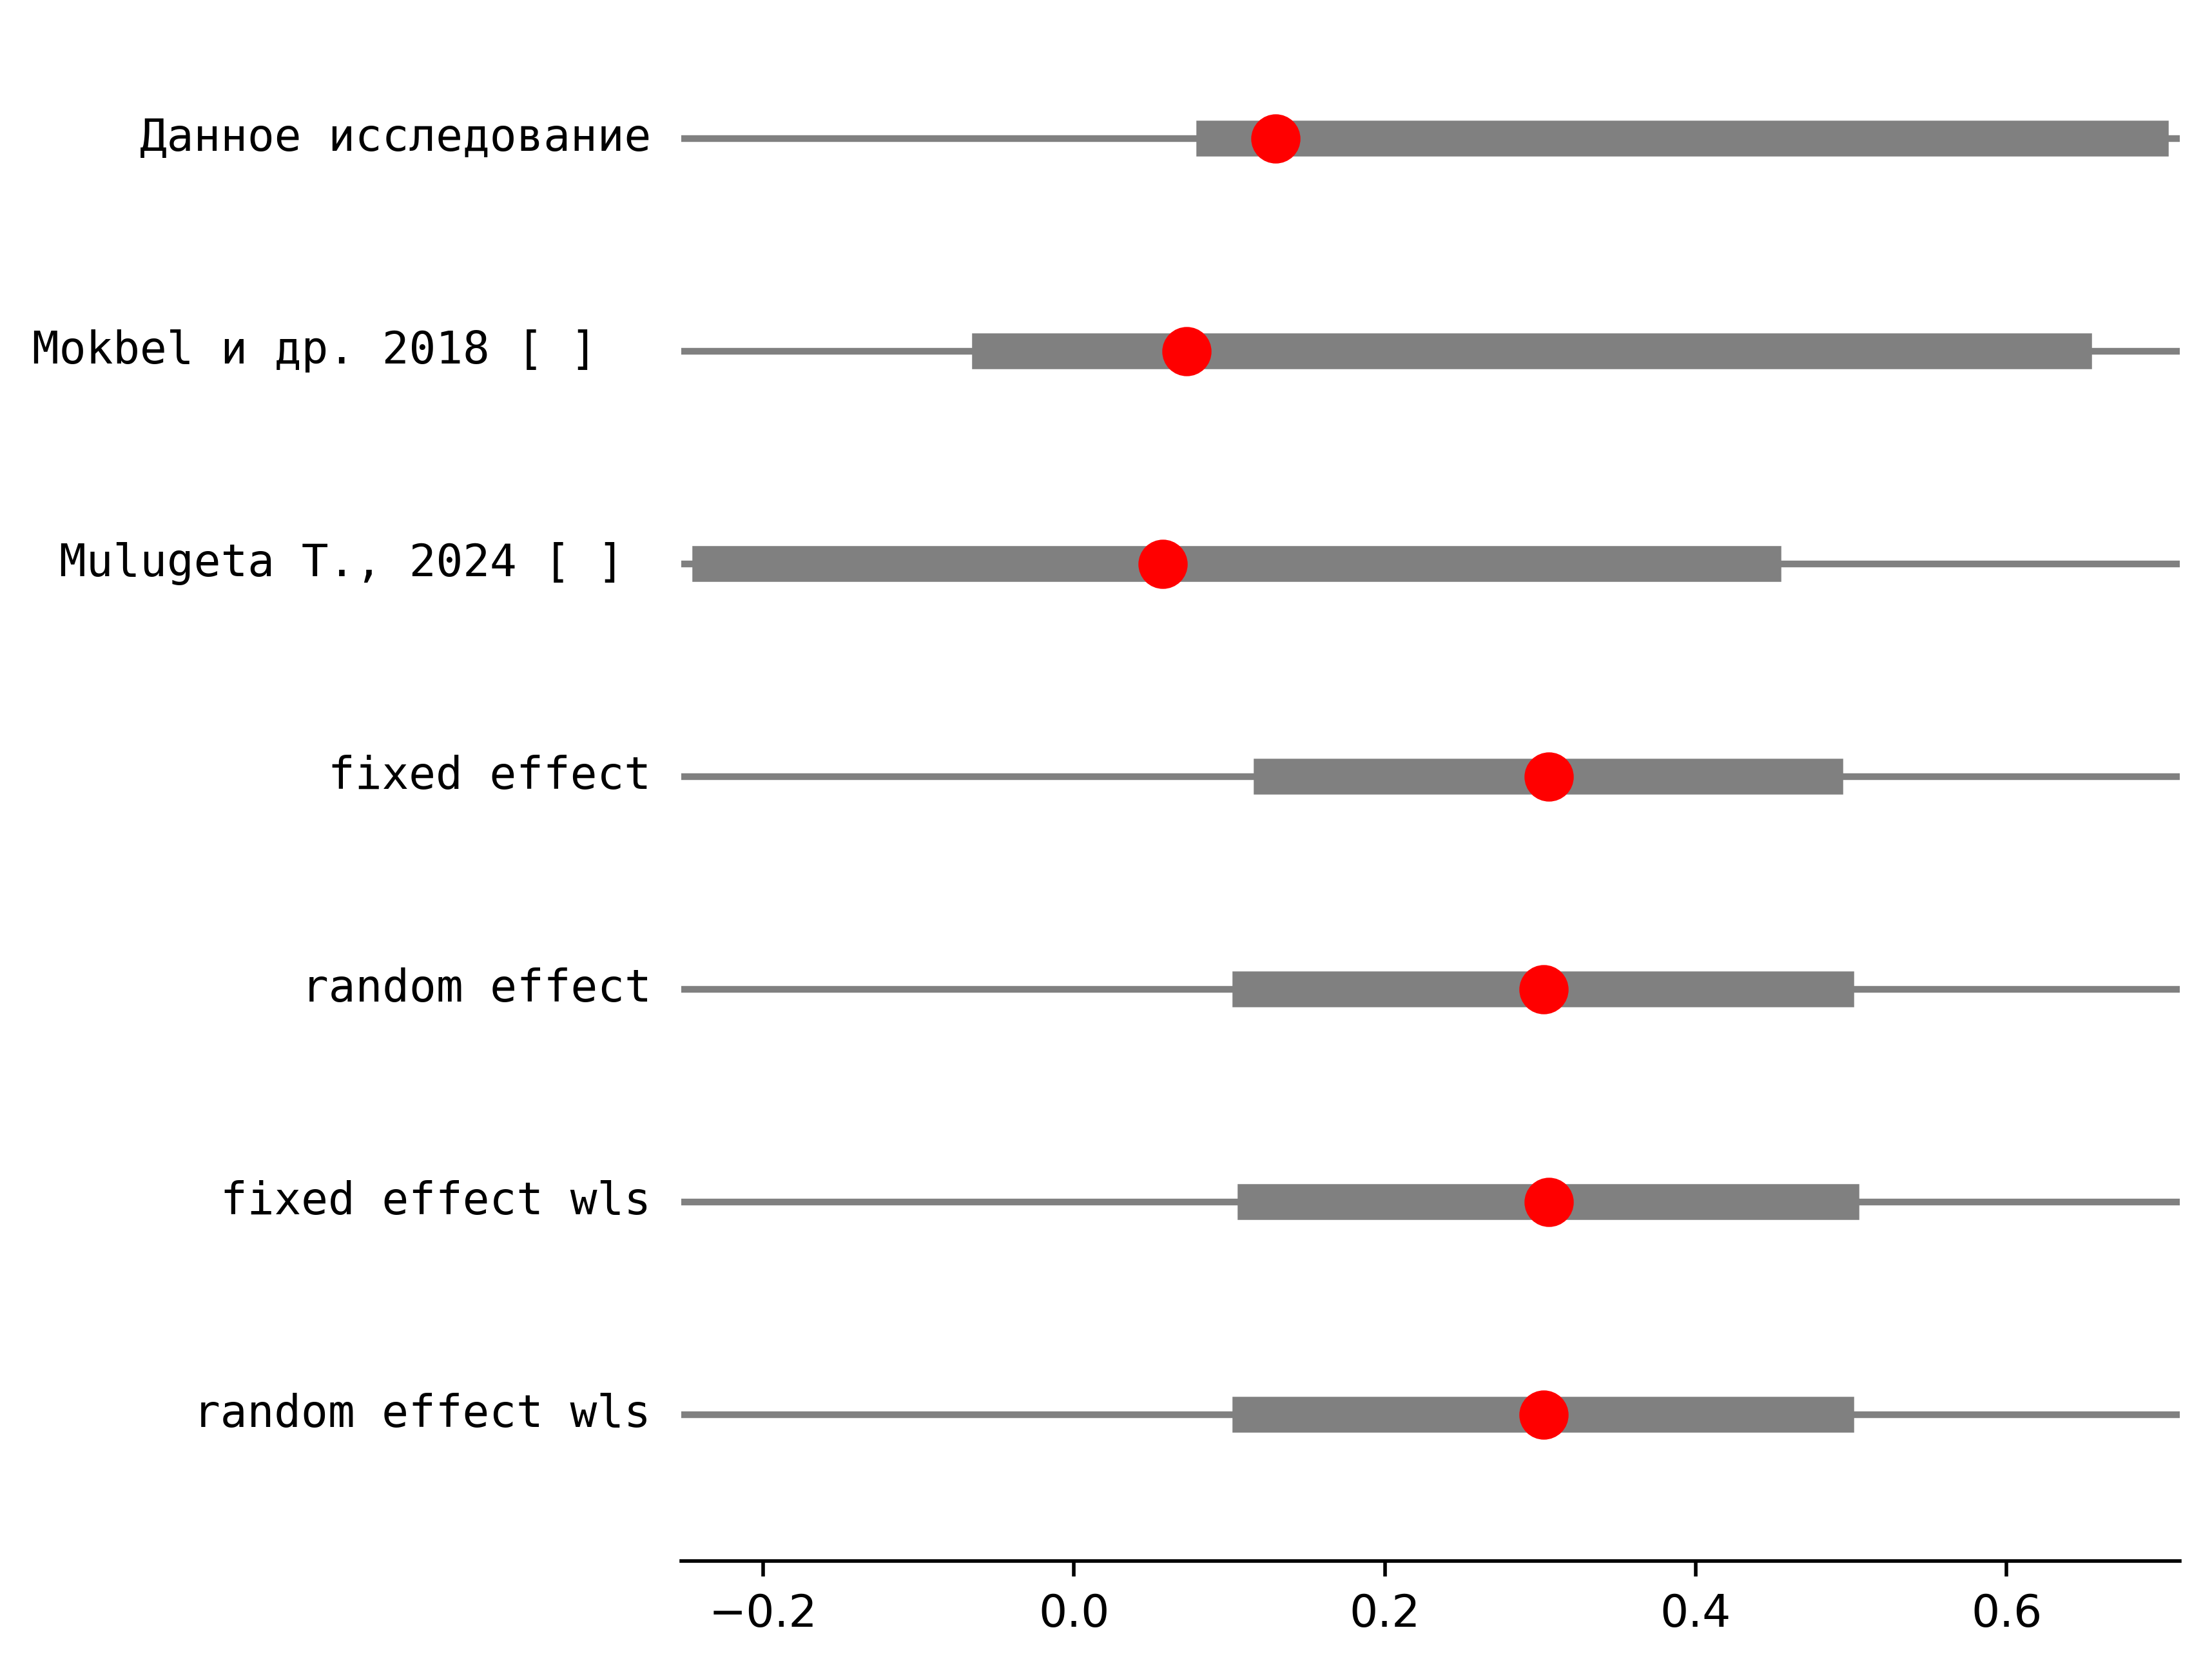 Данное исследование
Mokbel и др. 2018 [ ]
Mulugeta T., 2024 [ ]
fixed effect
random effect
fixed effect wls
random effect wls
−0.2 0.0 0.2 0.4 0.6